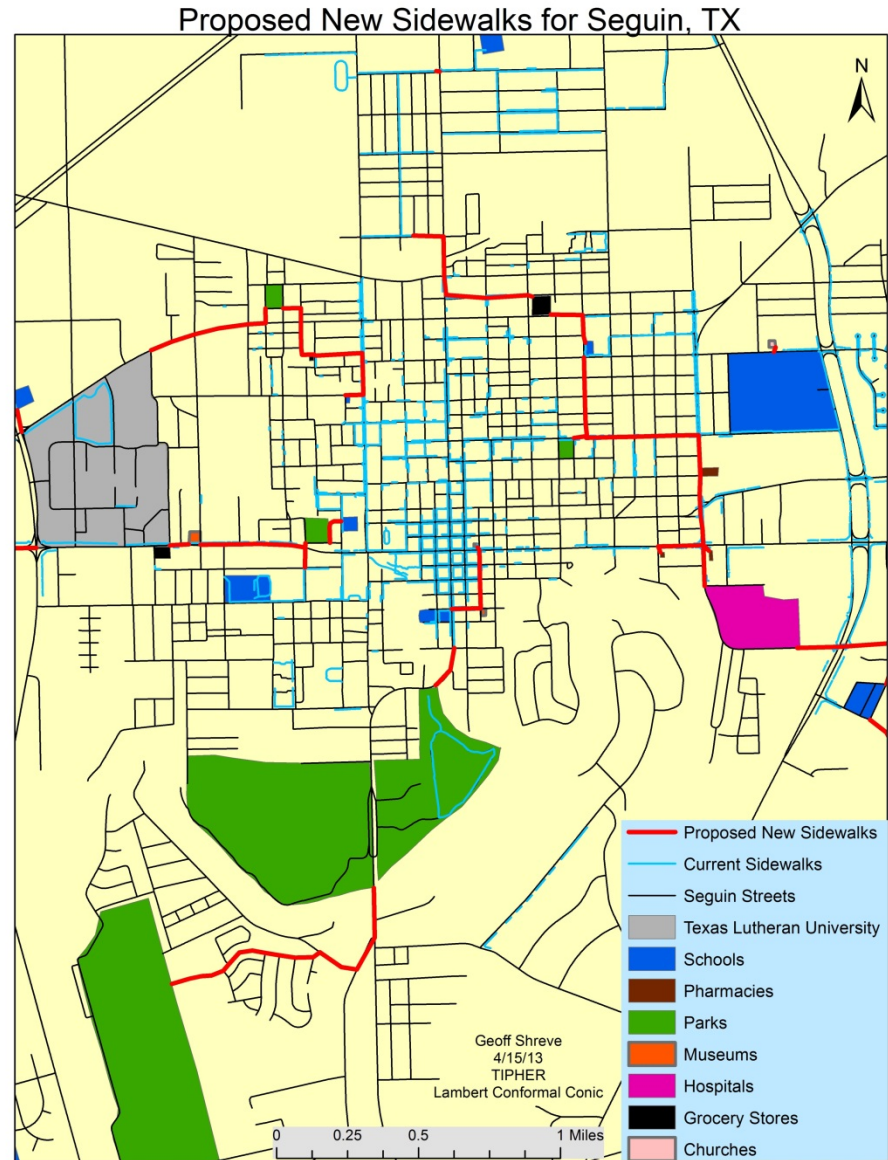 Proposed New Sidewalks for Seguin, TX
N
Proposed New Sidewalks
Current Sidewalks
Seguin Streets
Texas Lutheran University
Schools
Pharmacies
Parks
Museums
Hospitals
Grocery Stores
Churches
Geoff Shreve
4/15/13
TIPHER
Lambert Conformal Conic
0 0.25 0.5 1 Miles